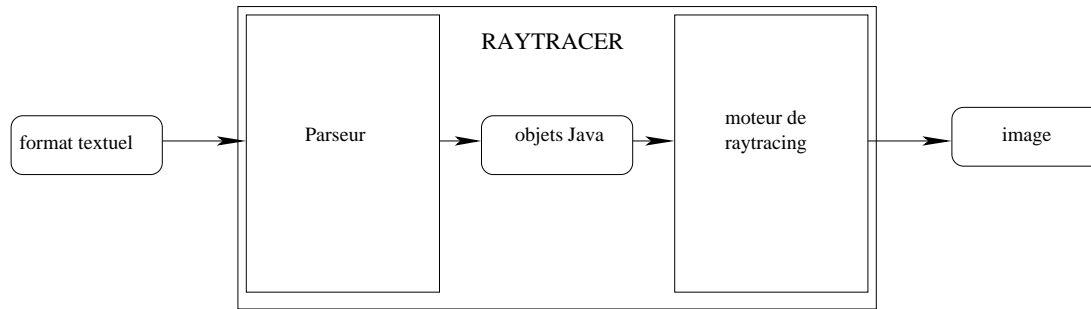 RAYTRACER
format textuel
Parseur
objets Java
moteur de
raytracing
image